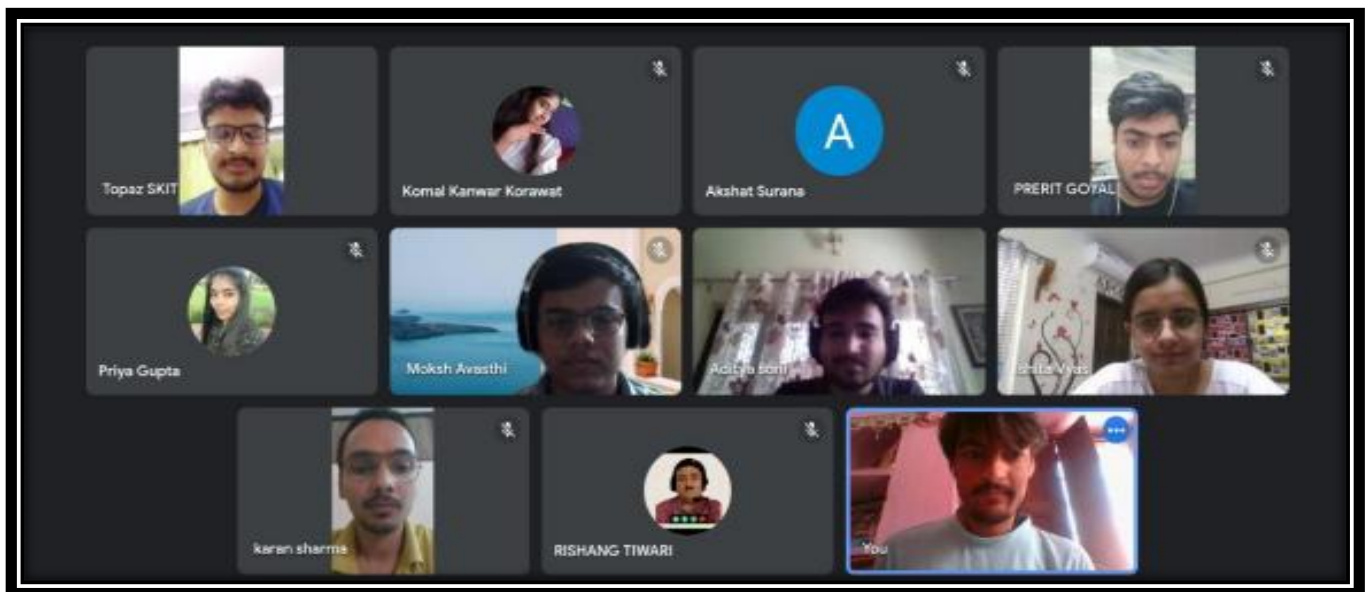 Topaz SKIT
Komal Kanwar Korawat
A
Akshat Surana
PRERIT GOYAL
Priya Gupta
Moksh Avasthi
Aditya soni
Ishita Vyas
karan sharma
RISHANG TIWARI
You